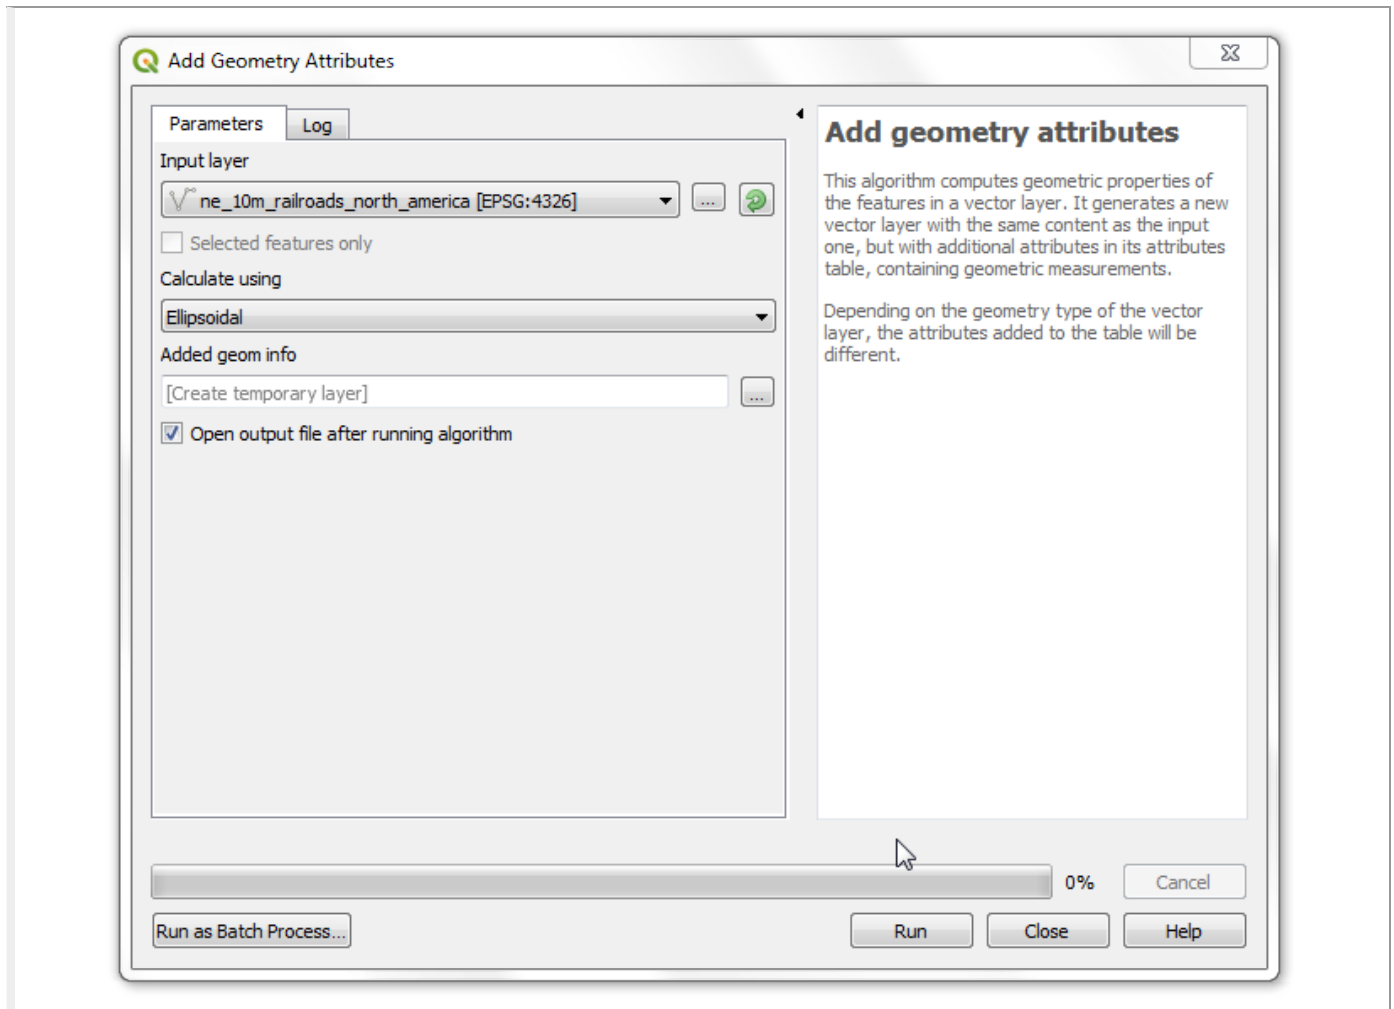 Add Geometry Attributes
Parameters
Log
Input layer
ne_10m_railroads_north_america [EPSG:4326]
...
Selected features only
Calculate using
Ellipsoidal
Added geom info
[Create temporary layer]
...
Open output file after running algorithm
Add geometry attributes
This algorithm computes geometric properties of
the features in a vector layer. It generates a new
vector layer with the same content as the input
one, but with additional attributes in its attributes
table, containing geometric measurements.
Depending on the geometry type of the vector
layer, the attributes added to the table will be
different.
0%
Cancel
Run as Batch Process...
Run
Close
Help